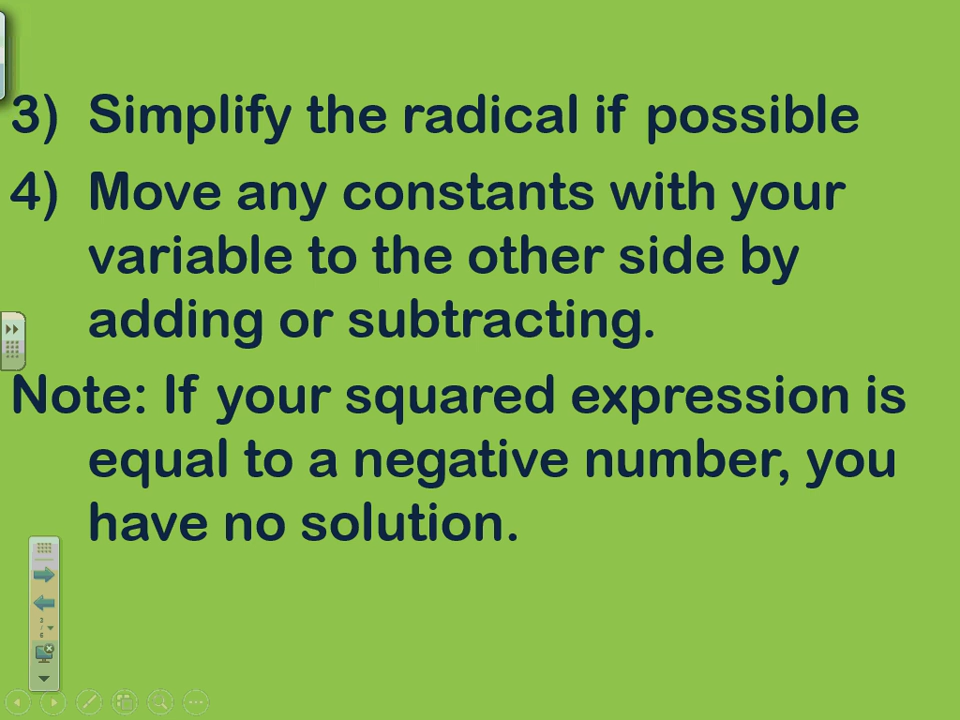 3) Simplify the radical if possible
4) Move any constants with your
variable to the other side by
adding or subtracting.
Note: If your squared expression is
equal to a negative number, you
have no solution.